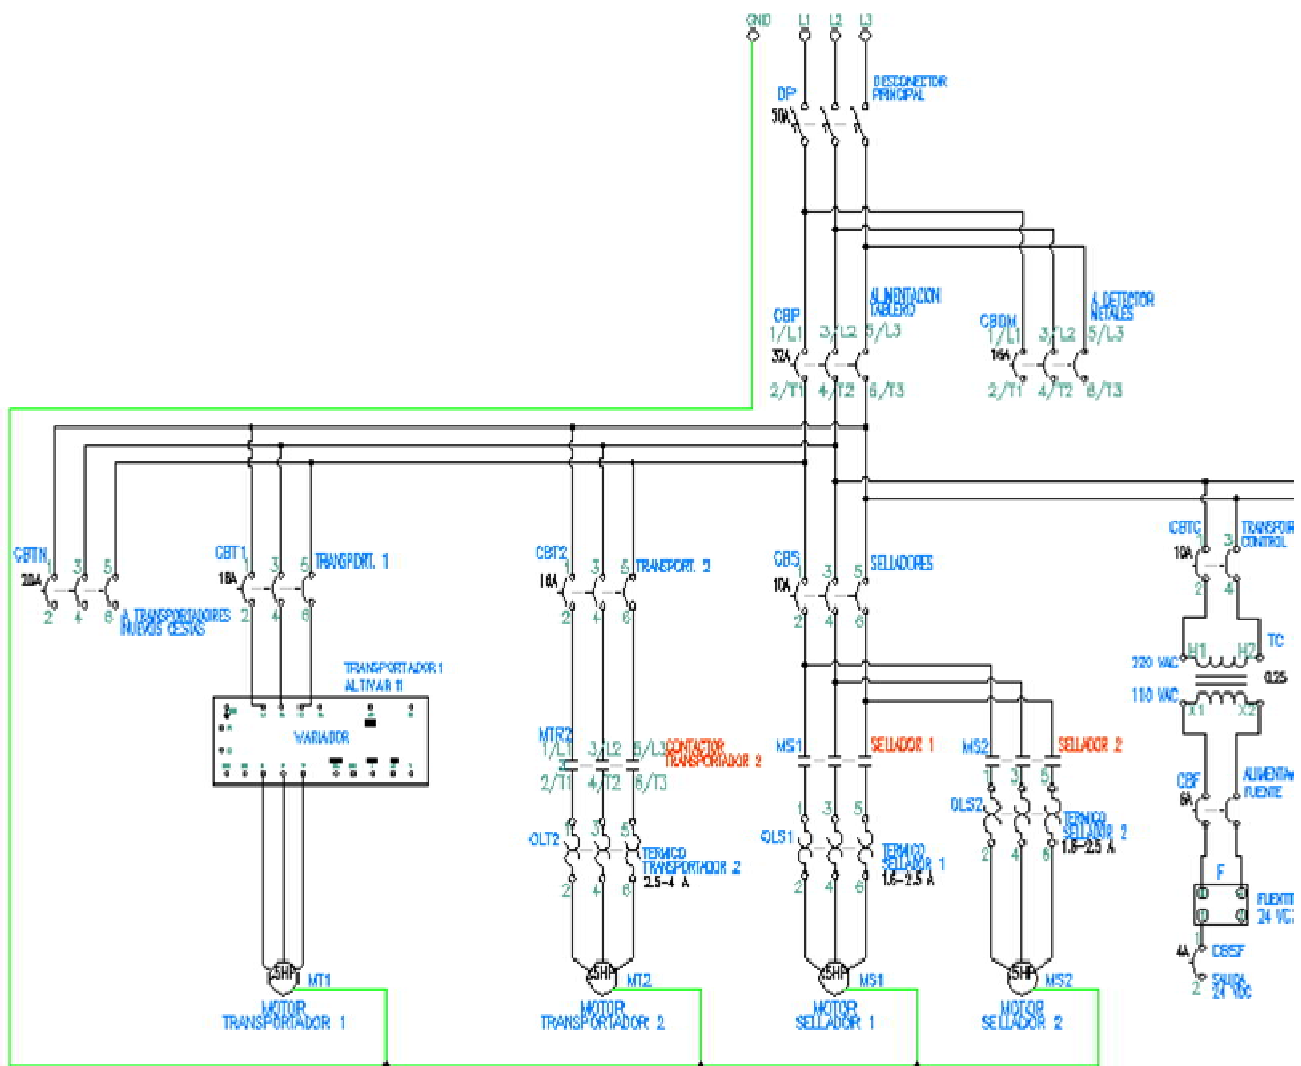 GND L1 L2 L3
DESCONECTOR
PRINCIPAL
DP
50A
ALIMENTACION
TABLERO
CBP
1/L1 3/L2 5/L3
32A
2/T1 4/T2 6/T3
A DETECTOR
METALES
CBDM
1/L1 3/L2 5/L3
16A
2/T1 4/T2 6/T3
CBTN
1 3 5
20A
2 4 6
A TRANSPORTADORES
NUEVOS CESTAS
CBT1
1 3 5
TRANSPORT. 1
16A
2 4 6
CBT2
1 3 5
TRANSPORT. 2
2 4 6
CBS
1 3 5
SELLADORES
10A
2 4 6
CBTC
1 3
CONTROL
10A
2 4
TRANSPORTADOR 1
ALTIVAR 11
VARIADOR
MTR2
1/L1 3/L2 5/L3
CONTACTOR
TRANSPORTADOR 2
2/T1 4/T2 6/T3
MS1
SELLADOR 1
MS2
SELLADOR 2
1 3 5
TC
H1 H2
220 VAC
0.25
110 VAC
X1 X2
OLT2
1 3 5
TERMICO
TRANSPORTADOR 2
2.5-4 A
2 4 6
OLS1
1 3 5
TERMICO
SELLADOR 1
1.6-2.5 A
2 4 6
OLS2
TERMICO
SELLADOR 2
1.6-2.5 A
2 4 6
CBF
FUENTE
F
24
1
4A
CBSF
2
SALIDA
24 VDC
.5HP
MT1
MOTOR
TRANSPORTADOR 1
.5HP
MT2
MOTOR
TRANSPORTADOR 2
.5HP
MS1
MOTOR
SELLADOR 1
.5HP
MS2
MOTOR
SELLADOR 2